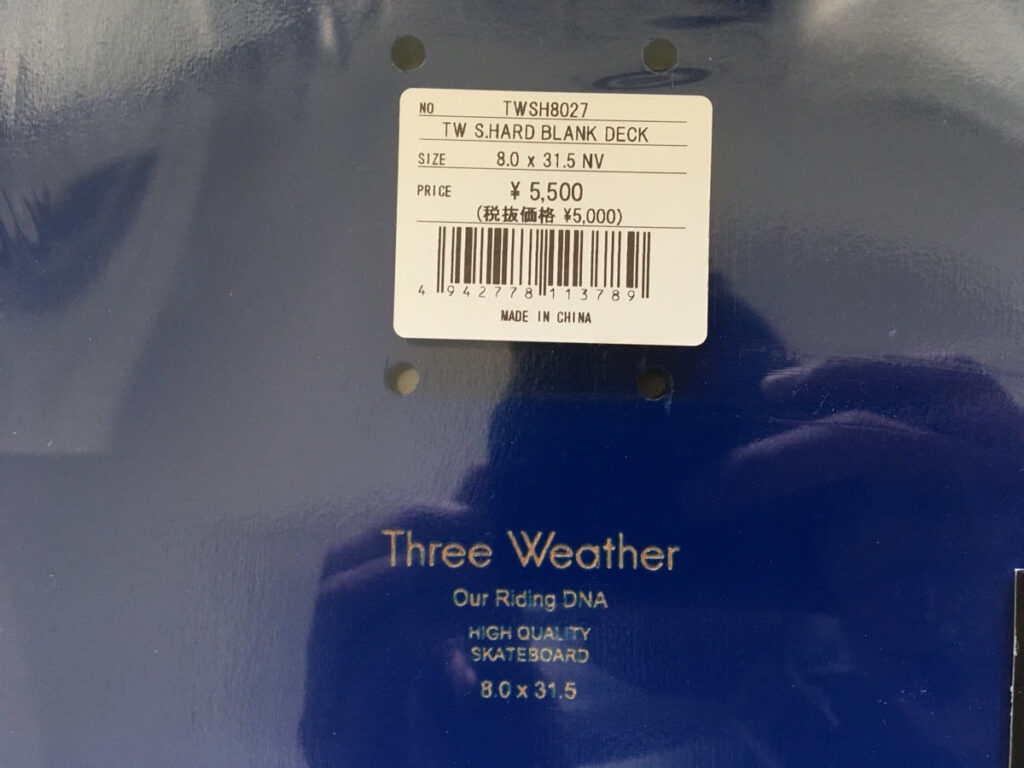 NO TWSH8027
TW S.HARD BLANK DECK
SIZE 8.0 x 31.5 NV
PRICE ¥ 5,500
(税抜価格 ¥5,000)
4 942778 113789
MADE IN CHINA
Three Weather
Our Riding DNA
HIGH QUALITY
SKATEBOARD
8.0 x 31.5